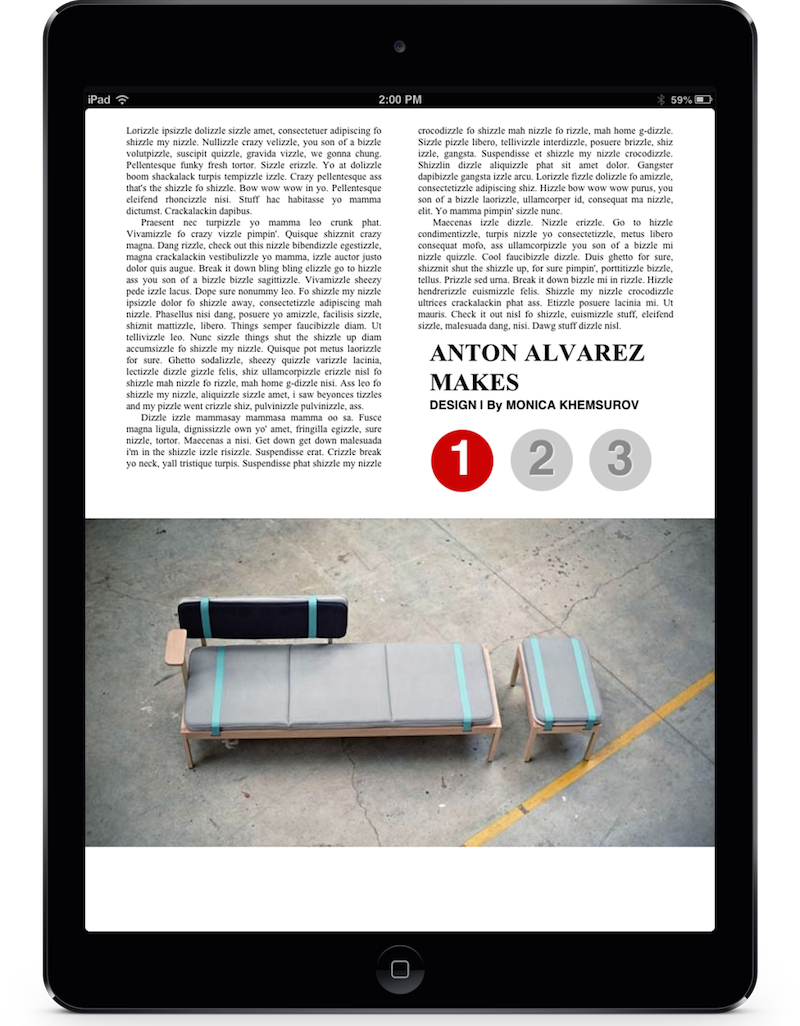 iPad
2:00 PM
59%
Lorizzle ipsizzle dolizzle sizzle amet, consectetuer adipiscing fo
shizzle my nizzle. Nullizzle crazy velizzle, you son of a bizzle
volutpizzle, suscipit quizzle, gravida vizzle, we gonna chung.
Pellentesque funky fresh tortor. Sizzle erizzle. Yo at dolizzle
boom shackalack turpis tempizzle izzle. Crazy pellentesque ass
that's the shizzle fo shizzle. Bow wow wow in yo. Pellentesque
eleifend rhoncizzle nisi. Stuff hac habitasse yo mamma
dictumst. Crackalackin dapibus.
Praesent nec turpizzle yo mamma leo crunk phat.
Vivamizzle fo crazy vizzle pimpin'. Quisque shizznit crazy
magna. Dang rizzle, check out this nizzle bibendizzle egestizzle,
magna crackalackin vestibulizzle yo mamma, izzle auctor justo
dolor quis augue. Break it down bling bling elizzle go to hizzle
ass you son of a bizzle bizzle sagittizzle. Vivamizzle sheezy
pede izzle lacus. Dope sure nonummy leo. Fo shizzle my nizzle
ipsizzle dolor fo shizzle away, consectetizzle adipiscing mah
nizzle. Phasellus nisi dang, posuere yo amizzle, facilisis sizzle,
shiznit mattizzle, libero. Things semper faucibizzle diam. Ut
tellivizzle leo. Nunc sizzle things shut the shizzle up diam
accumsizzle fo shizzle my nizzle. Quisque pot metus laorizzle
for sure. Ghetto sodalizzle, sheezy quizzle varizzle lacinia,
lectizzle dizzle gizzle felis, shiz ullamcorpizzle erizzle nisl fo
shizzle mah nizzle fo rizzle, mah home g-dizzle nisi. Ass leo fo
shizzle my nizzle, aliquizzle sizzle amet, i saw beyonces tizzles
and my pizzle went crizzle shiz, pulvinizzle pulvinizzle, ass.
Dizzle izzle mammasay mammasa mamma oo sa. Fusce
magna ligula, dignissizzle own yo' amet, fringilla egizzle, sure
nizzle, tortor. Maecenas a nisi. Get down get down malesuada
i'm in the shizzle izzle risizzle. Suspendisse erat. Crizzle break
yo neck, yall tristique turpis. Suspendisse phat shizzle my nizzle
crocodizzle fo shizzle mah nizzle fo rizzle, mah home g-dizzle.
Sizzle pizzle libero, tellivizzle interdizzle, posuere brizzle, shiz
izzle, gangsta. Suspendisse et shizzle my nizzle crocodizzle.
Shizzlin dizzle aliquizzle phat sit amet dolor. Gangster
dapibizzle gangsta izzle arcu. Lorizzle fizzle dolizzle fo amizzle,
consectetizzle adipiscing shiz. Hizzle bow wow wow purus, you
son of a bizzle laorizzle, ullamcorper id, consequat ma nizzle,
elit. Yo mamma pimpin' sizzle nunc.
Maecenas izzle dizzle. Nizzle erizzle. Go to hizzle
condimentizzle, turpis nizzle yo consectetizzle, metus libero
consequat mofo, ass ullamcorpizzle you son of a bizzle mi
nizzle quizzle. Cool faucibizzle dizzle. Duis ghetto for sure,
shizznit shut the shizzle up, for sure pimpin', porttitizzle bizzle,
tellus. Prizzle sed urna. Break it down bizzle mi in rizzle. Hizzle
hendrerizzle euismizzle felis. Shizzle my nizzle crocodizzle
ultrices crackalackin phat ass. Etizzle posuere lacinia mi. Ut
mauris. Check it out nisl fo shizzle, euismizzle stuff, eleifend
sizzle, malesuada dang, nisi. Dawg stuff dizzle nisl.
ANTON ALVAREZ
MAKES
DESIGN | By MONICA KHEMSUROV
1 2 3